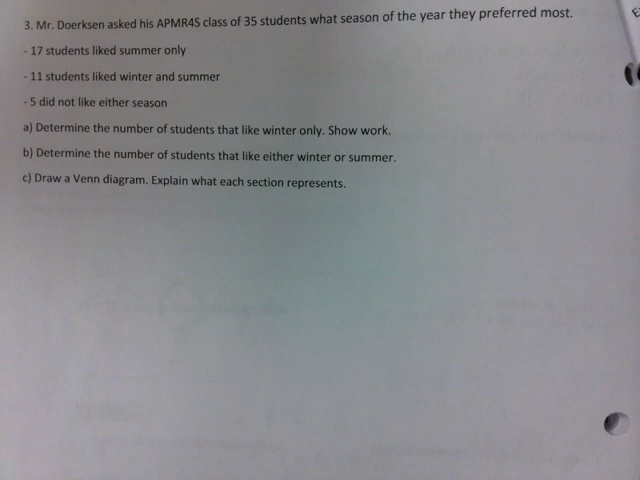 3. Mr. Doerksen asked his APMR4S class of 35 students what season of the year they preferred most.
- 17 students liked summer only
- 11 students liked winter and summer
- 5 did not like either season
a) Determine the number of students that like winter only. Show work.
b) Determine the number of students that like either winter or summer.
c) Draw a Venn diagram. Explain what each section represents.